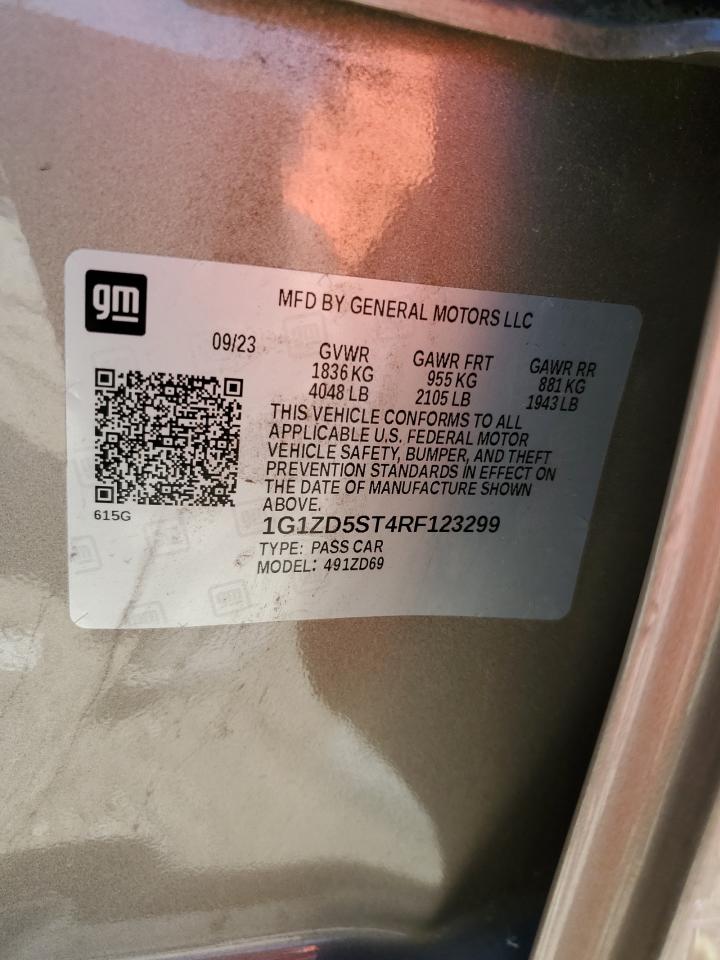 gm
MFD BY GENERAL MOTORS LLC
09/23
GVWR
1836 KG
4048 LB
GAWR FRT
955 KG
2105 LB
GAWR RR
881 KG
1943 LB
THIS VEHICLE CONFORMS TO ALL
APPLICABLE U.S. FEDERAL MOTOR
VEHICLE SAFETY, BUMPER, AND THEFT
PREVENTION STANDARDS IN EFFECT ON
THE DATE OF MANUFACTURE SHOWN
ABOVE.
615G
1G1ZD5ST4RF123299
TYPE: PASS CAR
MODEL: 491ZD69